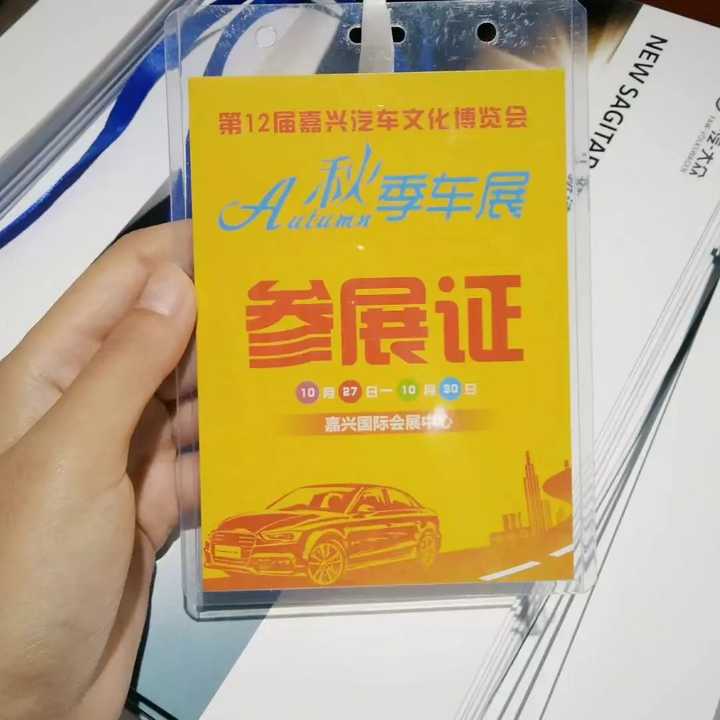 第12届嘉兴汽车文化博览会
秋季车展
Autumn
参展证
10月27日—10月30日
嘉兴国际会展中心
NEW SAGITAR
大众